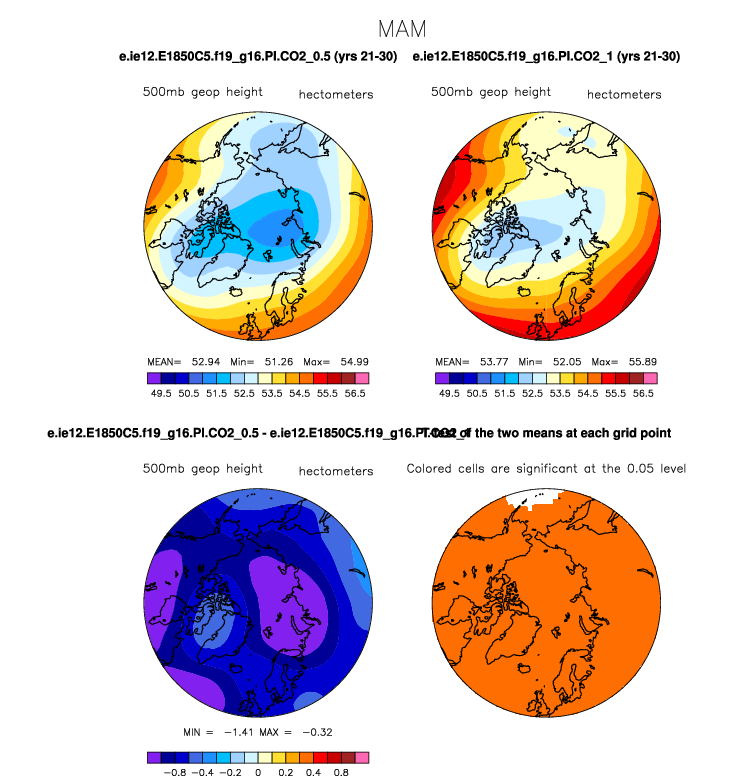 MAM
e.ie12.E1850C5.f19_g16.PI.CO2_0.5 (yrs 21-30) e.ie12.E1850C5.f19_g16.PI.CO2_1 (yrs 21-30)
500mb geop height hectometers 500mb geop height hectometers
MEAN= 52.94 Min= 51.26 Max= 54.99 MEAN= 53.77 Min= 52.05 Max= 55.89
49.5 50.5 51.5 52.5 53.5 54.5 55.5 56.5 49.5 50.5 51.5 52.5 53.5 54.5 55.5 56.5
e.ie12.E1850C5.f19_g16.PI.CO2_0.5 - e.ie12.E1850C5.f19_g16.PI.CO2_1 T-test of the two means at each grid point
500mb geop height hectometers Colored cells are significant at the 0.05 level
MIN = -1.41 MAX = -0.32
-0.8 -0.4 -0.2 0 0.2 0.4 0.8